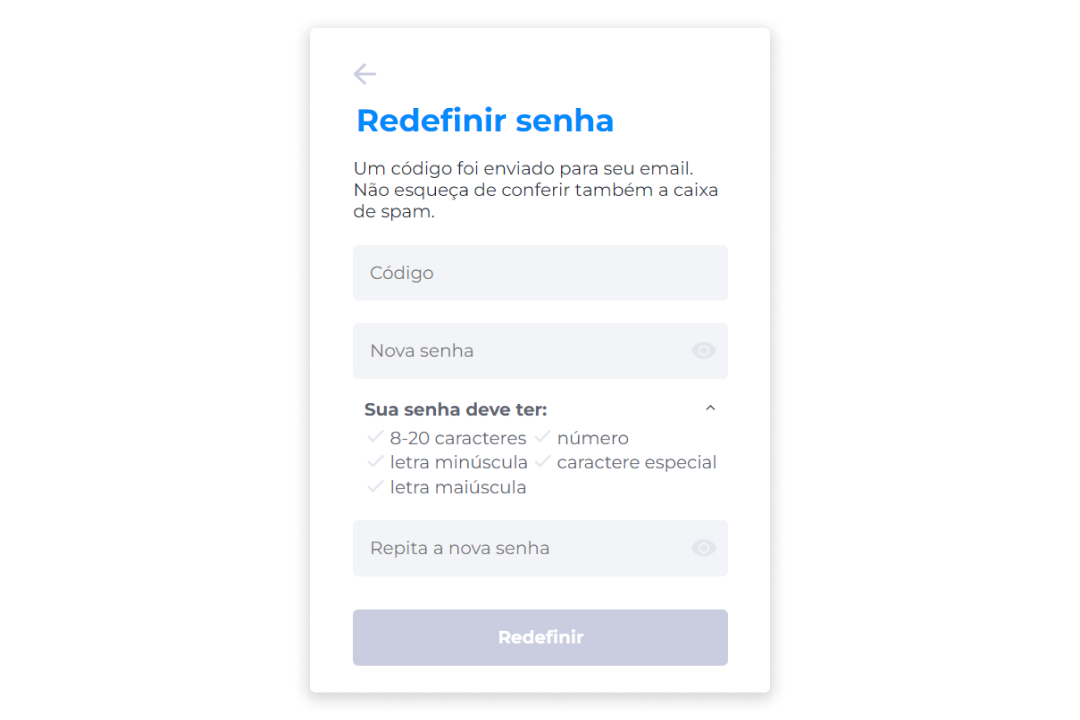 Redefinir senha
Um código foi enviado para seu email.
Não esqueça de conferir também a caixa
de spam.
Código
Nova senha
Sua senha deve ter:
8-20 caracteres número
letra minúscula caractere especial
letra maiúscula
Repita a nova senha
Redefinir